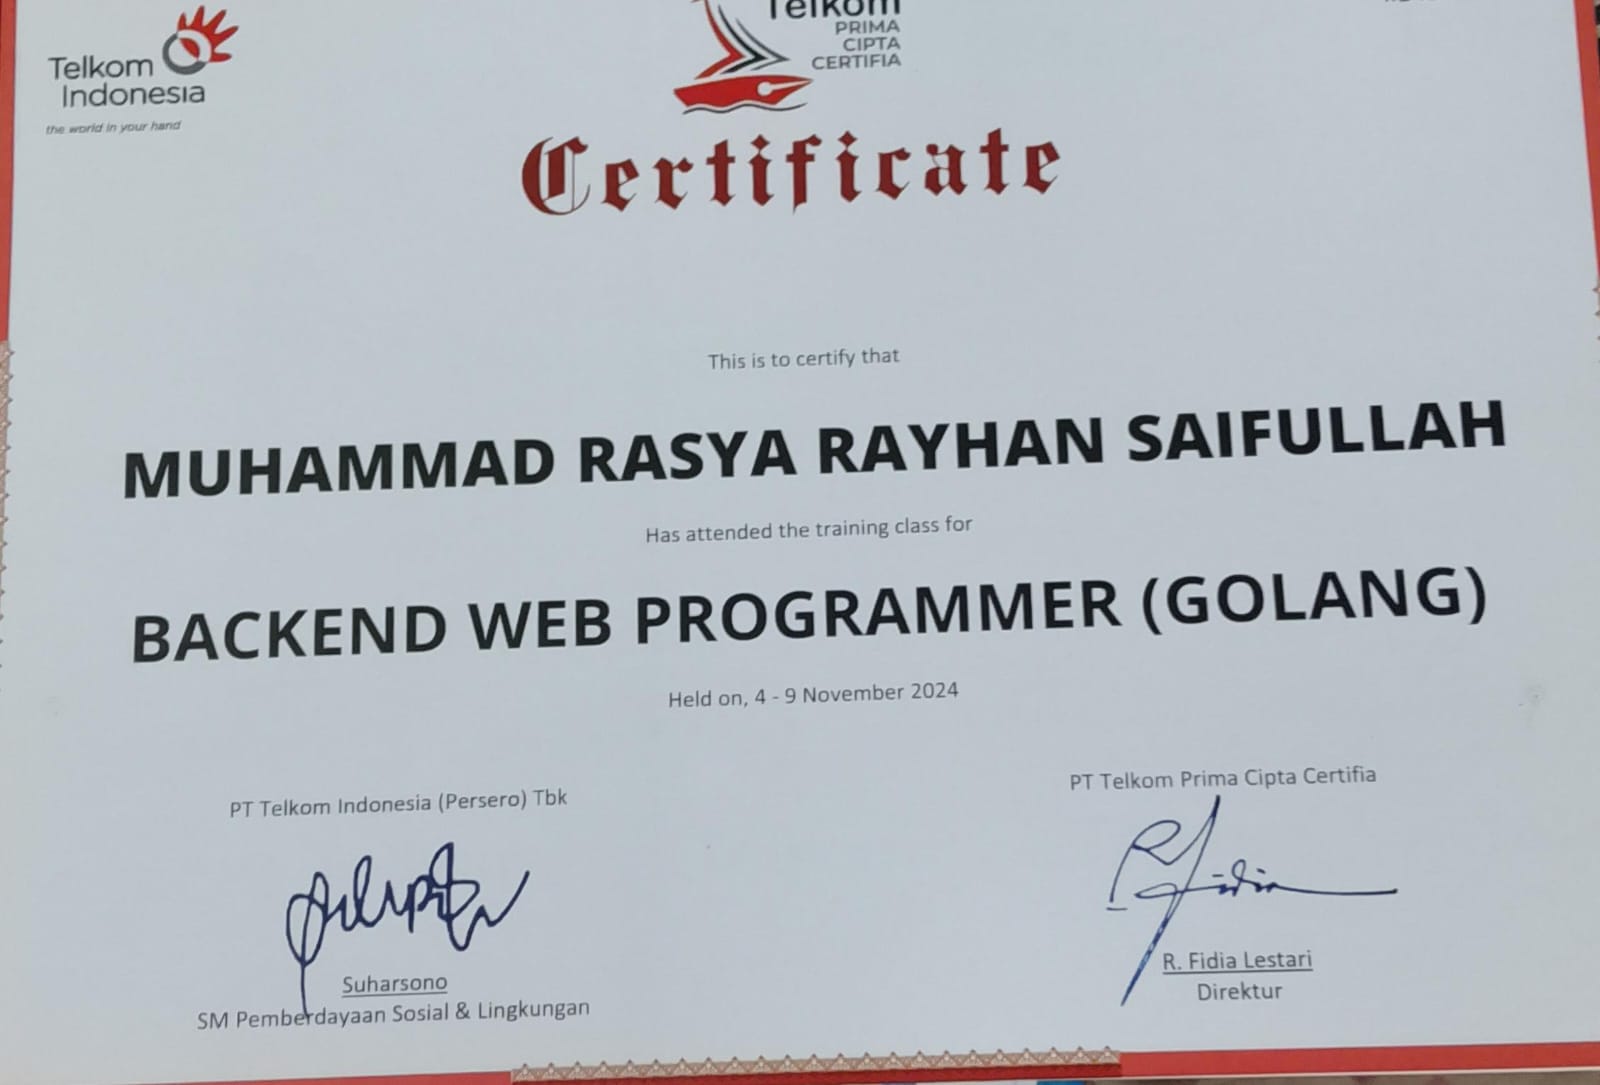 Telkom
Indonesia
the world in your hand
Telkom
PRIMA
CIPTA
CERTIFIA
Certificate
This is to certify that
MUHAMMAD RASYA RAYHAN SAIFULLAH
Has attended the training class for
BACKEND WEB PROGRAMMER (GOLANG)
Held on, 4 - 9 November 2024
PT Telkom Indonesia (Persero) Tbk
PT Telkom Prima Cipta Certifia
Suharsono
SM Pemberdayaan Sosial & Lingkungan
R. Fidia Lestari
Direktur